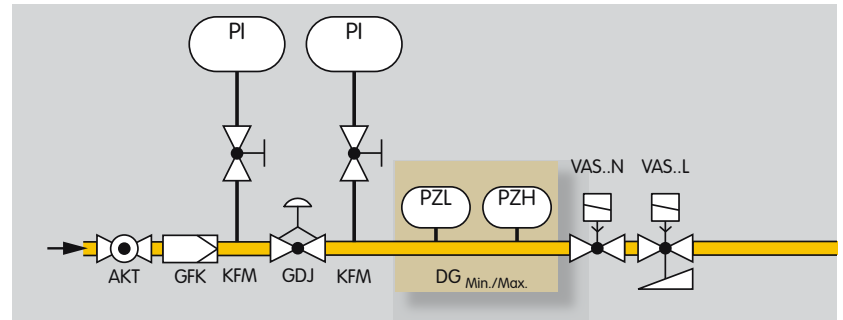 PI PI
PZL PZH
VAS..N VAS..L
AKT GFK KFM GDJ KFM DG Min./Max.